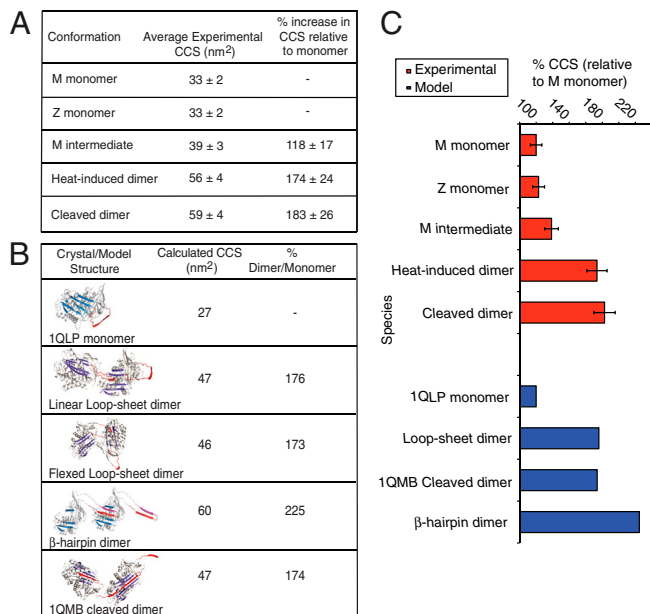 A
Conformation
Average Experimental
CCS (nm²)
% increase in
CCS relative
to monomer
M monomer 33 ± 2 -
Z monomer 33 ± 2 -
M intermediate 39 ± 3 118 ± 17
Heat-induced dimer 56 ± 4 174 ± 24
Cleaved dimer 59 ± 4 183 ± 26
B
Crystal/Model
Structure
Calculated CCS
(nm²)
%
Dimer/Monomer
27 -
1QLP monomer
47 176
Linear Loop-sheet dimer
46 173
Flexed Loop-sheet dimer
60 225
β-hairpin dimer
47 174
1QMB cleaved dimer
C
Experimental
Model
% CCS (relative
to M monomer)
100 140 180 220
Species
M monomer
Z monomer
M intermediate
Heat-induced dimer
Cleaved dimer
1QLP monomer
Loop-sheet dimer
1QMB Cleaved dimer
β-hairpin dimer